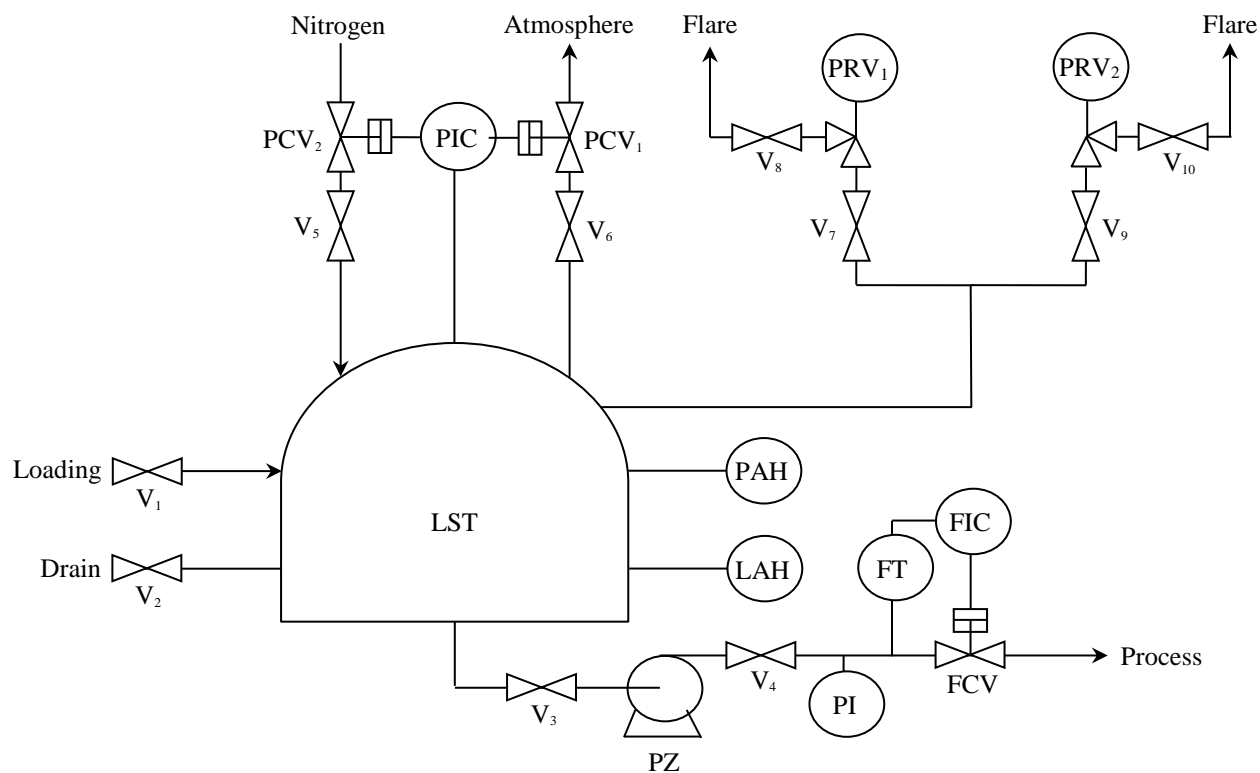 Nitrogen
Atmosphere
Flare
Flare
PRV₁
PRV₂
PCV₂
PIC
PCV₁
V₈
V₁₀
V₅
V₆
V₇
V₉
Loading
V₁
PAH
LST
FIC
Drain
V₂
LAH
FT
V₃
V₄
PI
FCV
Process
PZ